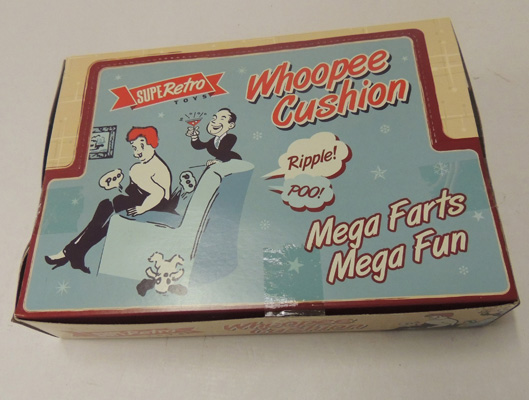 SUPERetro
TOYS
Whoopee
Cushion
Ripple!
POO!
Poo
Poo
Mega Farts
Mega Fun